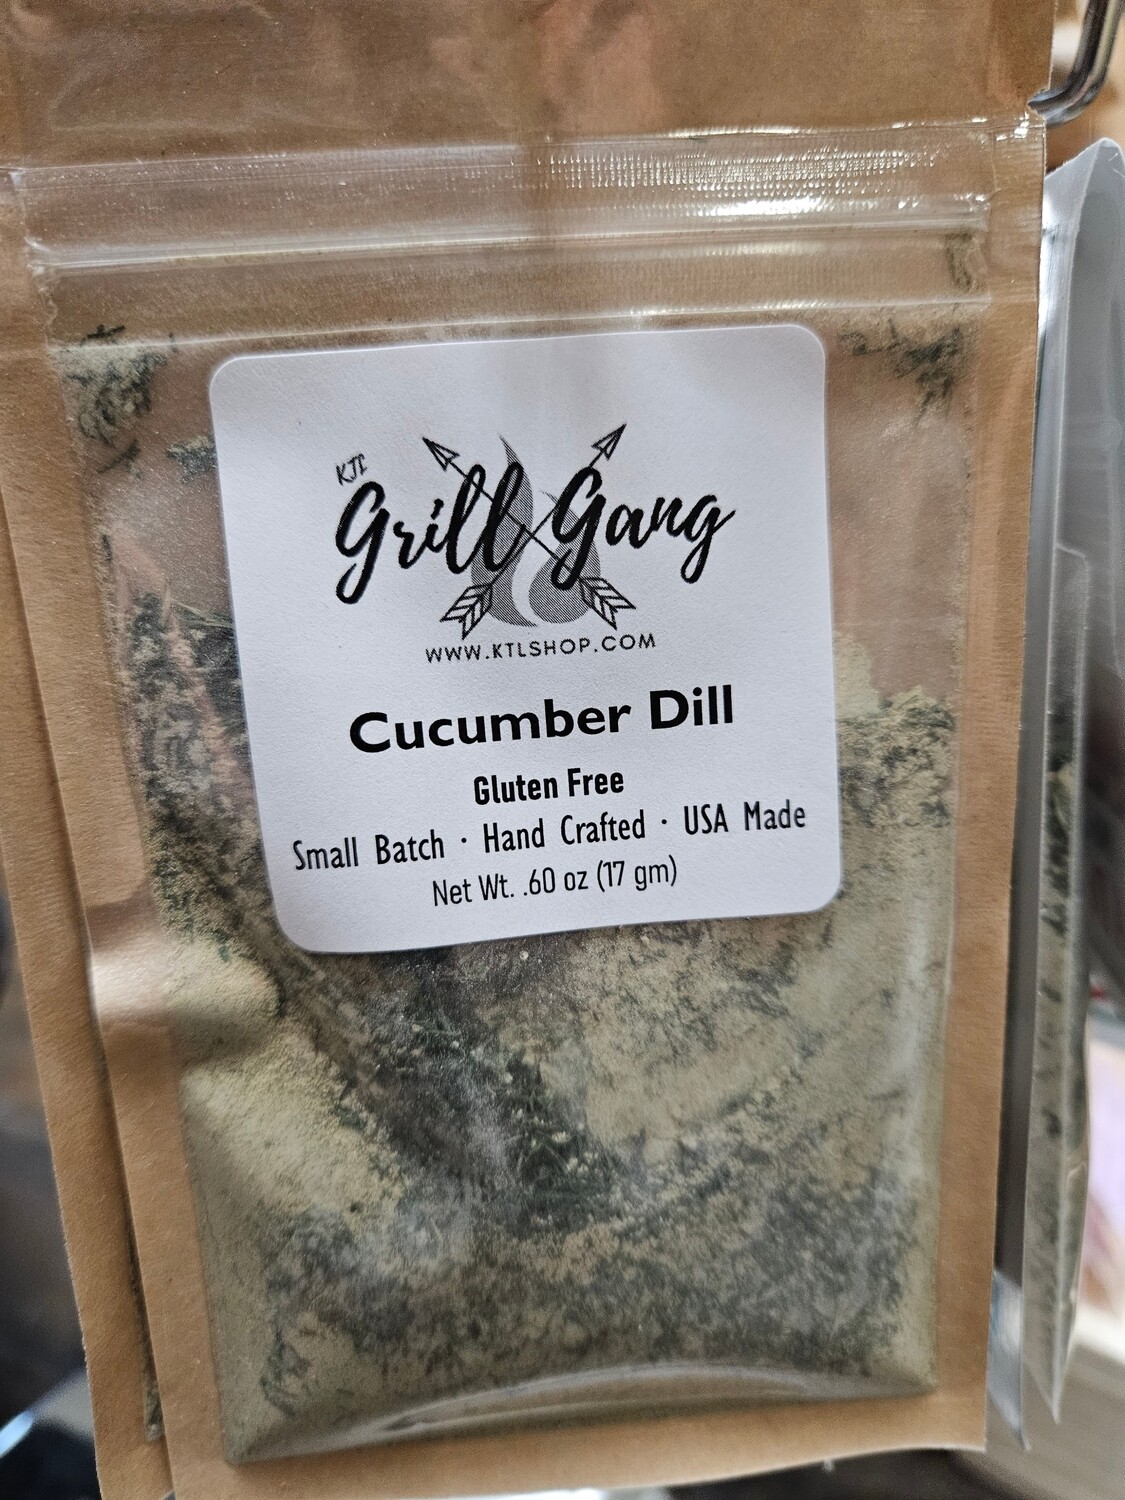 KTL
Grill Gang
WWW.KTLSHOP.COM
Cucumber Dill
Gluten Free
Small Batch · Hand Crafted · USA Made
Net Wt. .60 oz (17 gm)